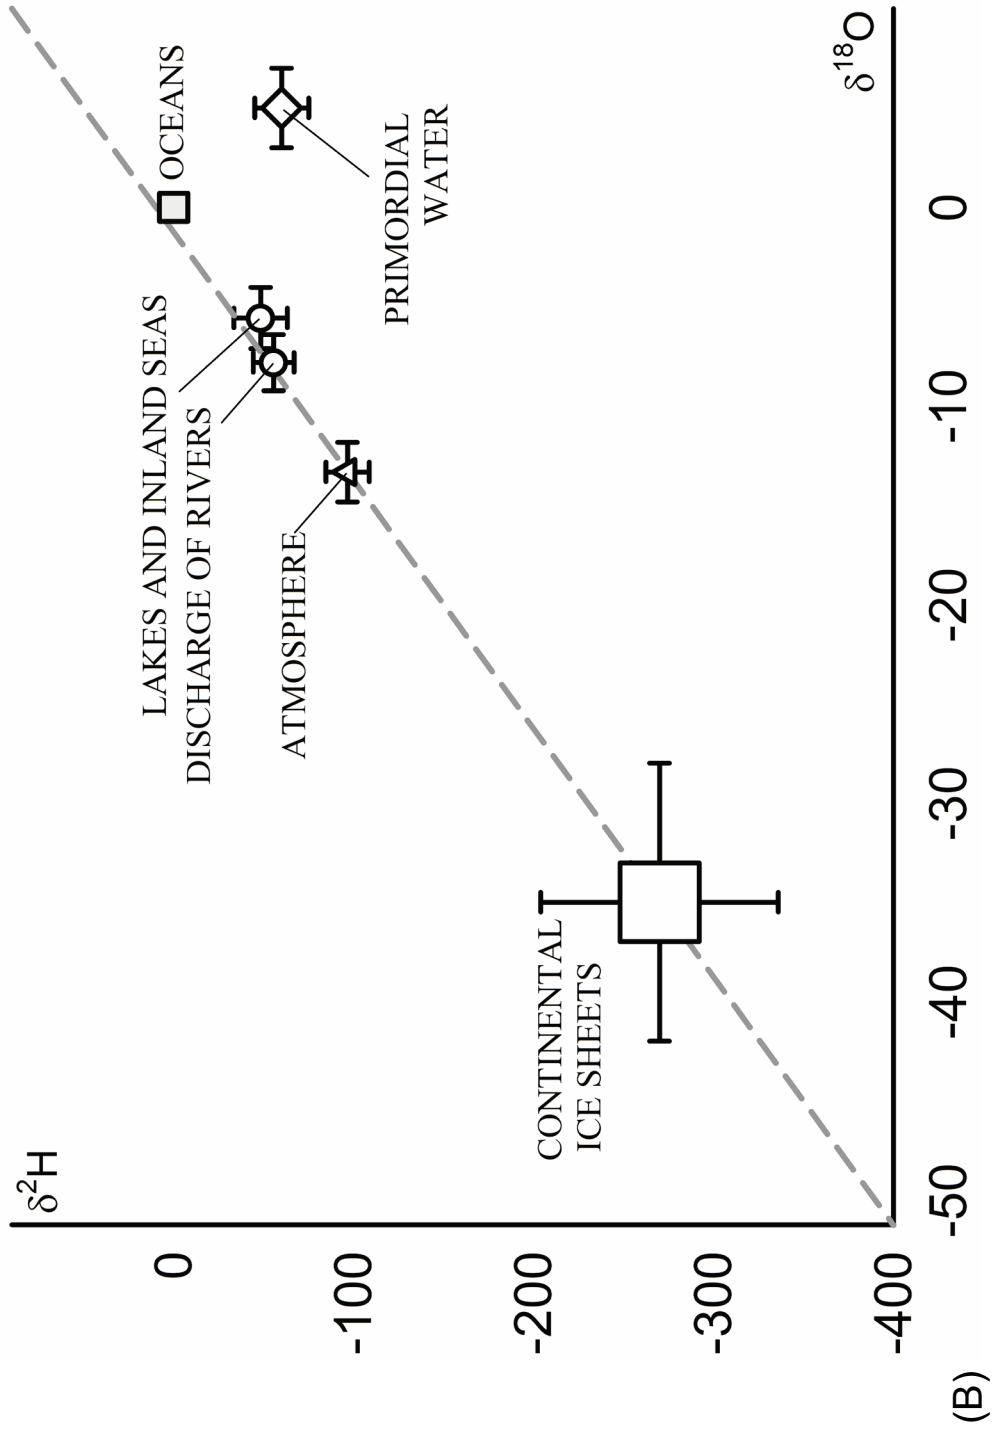 δ²H
OCEANS
LAKES AND INLAND SEAS
DISCHARGE OF RIVERS
ATMOSPHERE
PRIMORDIAL
WATER
CONTINENTAL
ICE SHEETS
0
-100
-200
-300
-400
-50
-40
-30
-20
-10
0
δ¹⁸O
(B)